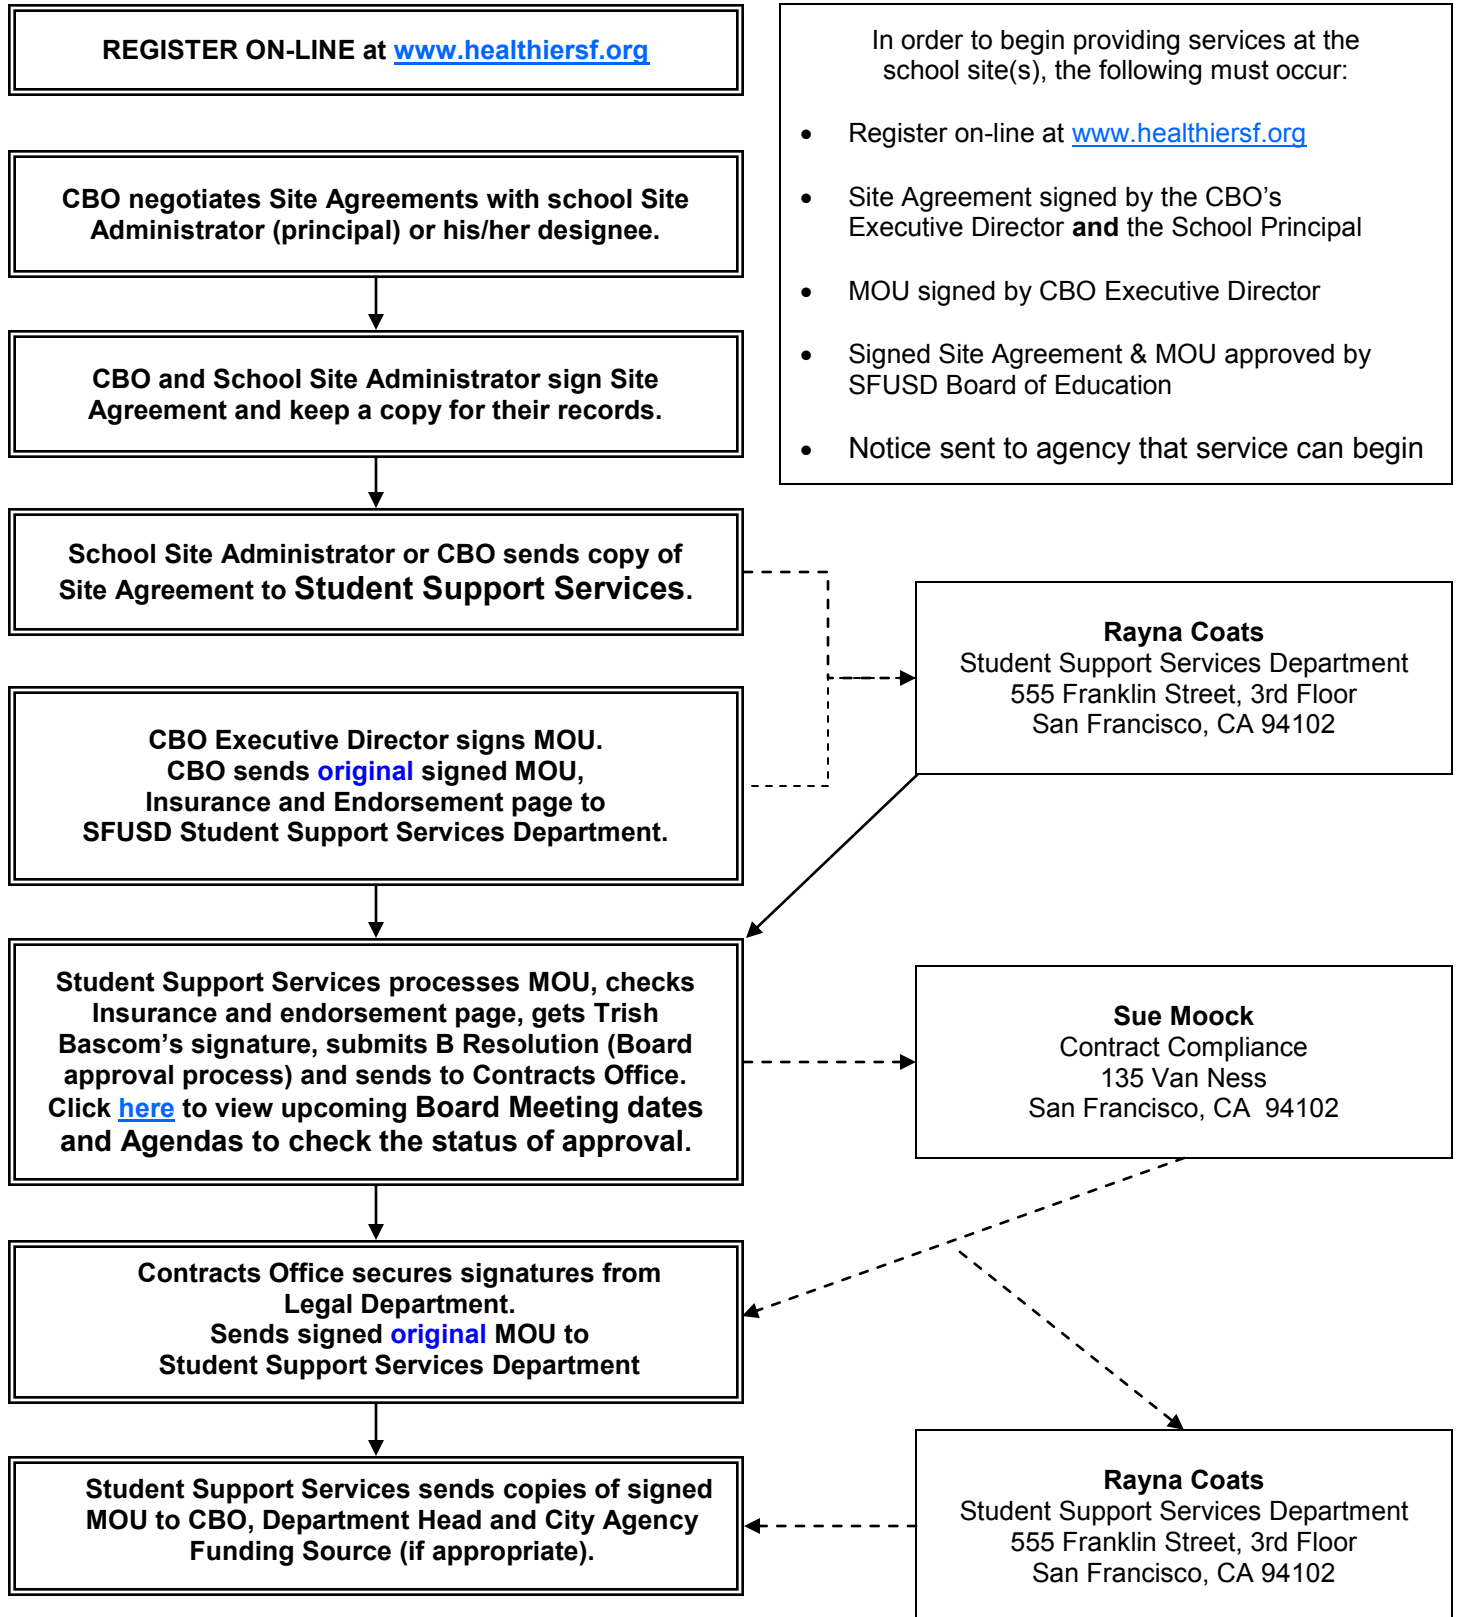 REGISTER ON-LINE at www.healthiersf.org
In order to begin providing services at the
school site(s), the following must occur:
• Register on-line at www.healthiersf.org
• Site Agreement signed by the CBO’s
Executive Director and the School Principal
• MOU signed by CBO Executive Director
• Signed Site Agreement & MOU approved by
SFUSD Board of Education
• Notice sent to agency that service can begin
CBO negotiates Site Agreements with school Site
Administrator (principal) or his/her designee.
CBO and School Site Administrator sign Site
Agreement and keep a copy for their records.
School Site Administrator or CBO sends copy of
Site Agreement to Student Support Services.
Rayna Coats
Student Support Services Department
555 Franklin Street, 3rd Floor
San Francisco, CA 94102
CBO Executive Director signs MOU.
CBO sends original signed MOU,
Insurance and Endorsement page to
SFUSD Student Support Services Department.
Student Support Services processes MOU, checks
Insurance and endorsement page, gets Trish
Bascom’s signature, submits B Resolution (Board
approval process) and sends to Contracts Office.
Click here to view upcoming Board Meeting dates
and Agendas to check the status of approval.
Sue Moock
Contract Compliance
135 Van Ness
San Francisco, CA  94102
Contracts Office secures signatures from
Legal Department.
Sends signed original MOU to
Student Support Services Department
Student Support Services sends copies of signed
MOU to CBO, Department Head and City Agency
Funding Source (if appropriate).
Rayna Coats
Student Support Services Department
555 Franklin Street, 3rd Floor
San Francisco, CA 94102